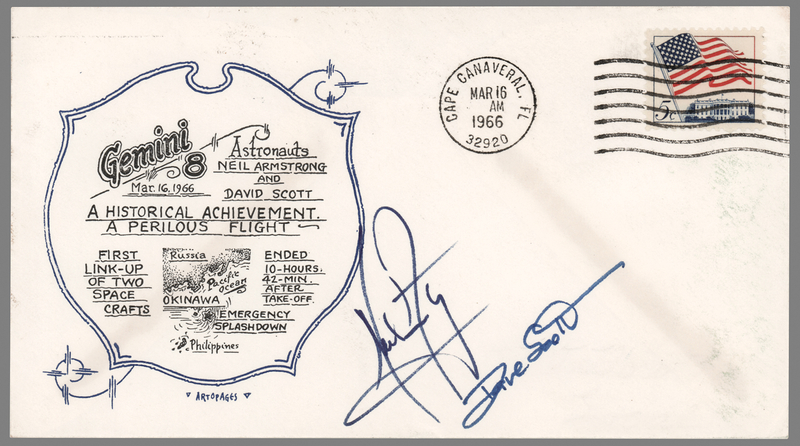 Gemini 8
Mar. 16, 1966
Astronauts
NEIL ARMSTRONG
AND
DAVID SCOTT
A HISTORICAL ACHIEVEMENT.
A PERILOUS FLIGHT
FIRST
LINK-UP
OF TWO
SPACE
CRAFTS
Russia
Pacific
Ocean
OKINAWA
EMERGENCY
SPLASHDOWN
Philippines
ENDED
10-HOURS.
42-MIN.
AFTER
TAKE-OFF
ARTOPAGES
CAPE CANAVERAL, FL
MAR 16
AM
1966
32920
5c
Dave Scott